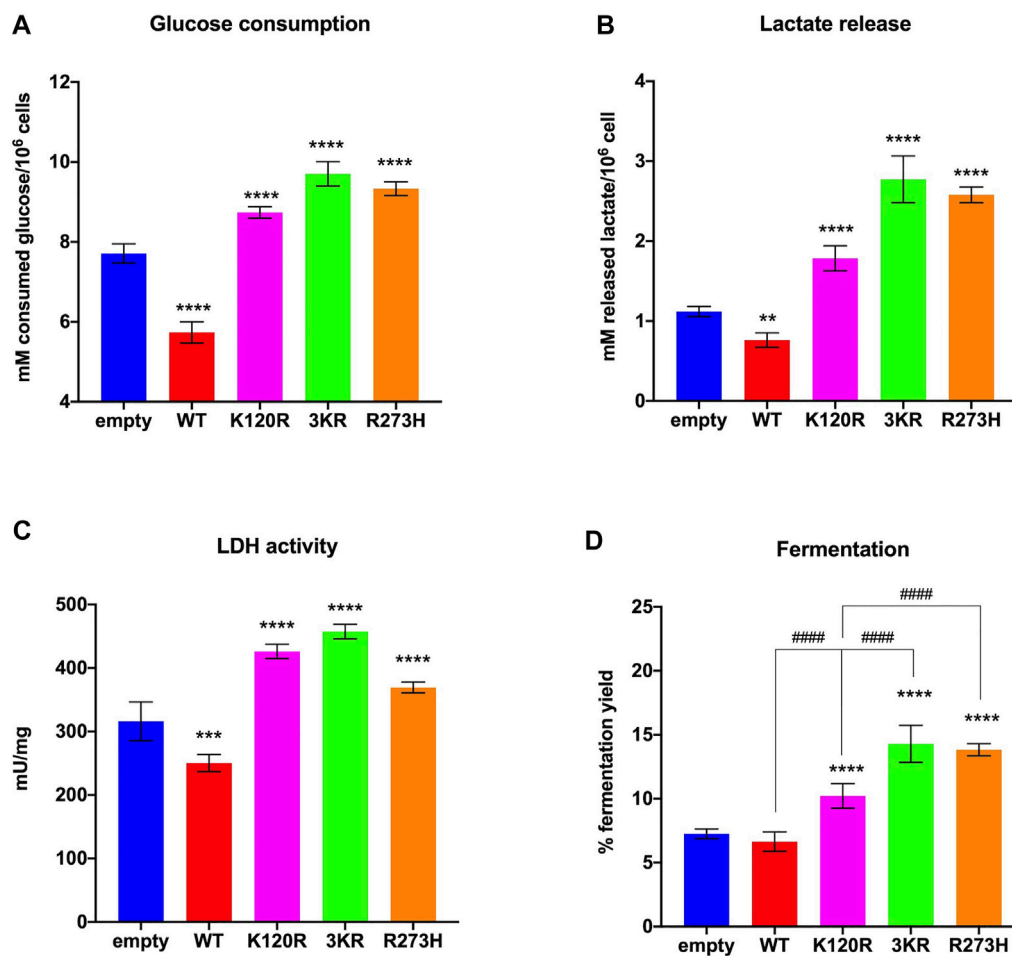 A
Glucose consumption
mM consumed glucose/10⁶ cells
12
10
8
6
4
****
****
****
****
empty WT K120R 3KR R273H
B
Lactate release
mM released lactate/10⁶ cell
4
3
2
1
0
**
****
****
****
empty WT K120R 3KR R273H
C
LDH activity
mU/mg
500
400
300
200
100
0
***
****
****
****
empty WT K120R 3KR R273H
D
Fermentation
% fermentation yield
25
20
15
10
5
0
####
####
####
****
****
****
empty WT K120R 3KR R273H